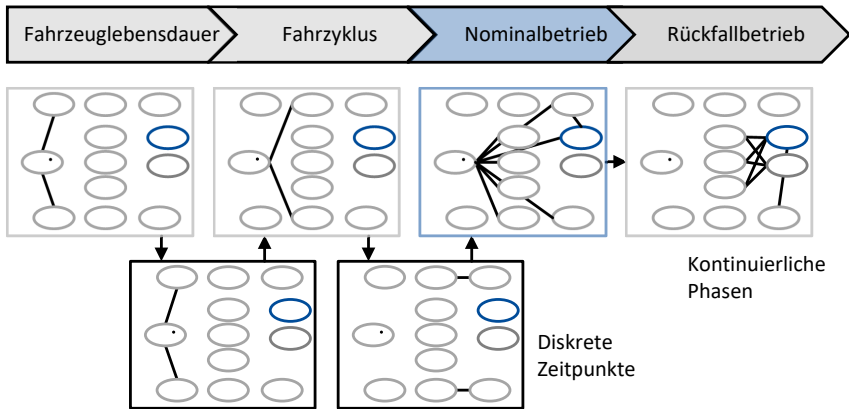 Fahrzeuglebensdauer
Fahrzyklus
Nominalbetrieb
Rückfallbetrieb
Kontinuierliche
Phasen
Diskrete
Zeitpunkte